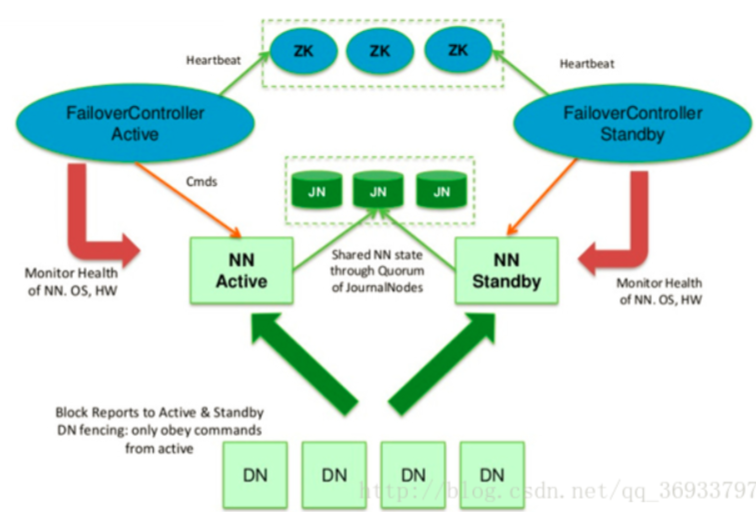 ZK ZK ZK
Heartbeat
Heartbeat
FailoverController
Active
FailoverController
Standby
Cmds
JN JN JN
Monitor Health
of NN. OS, HW
NN
Active
Shared NN state
through Quorum
of JournalNodes
NN
Standby
Monitor Health
of NN. OS, HW
Block Reports to Active & Standby
DN fencing: only obey commands
from active
DN DN DN DN
http://blog.csdn.net/qq_36933797